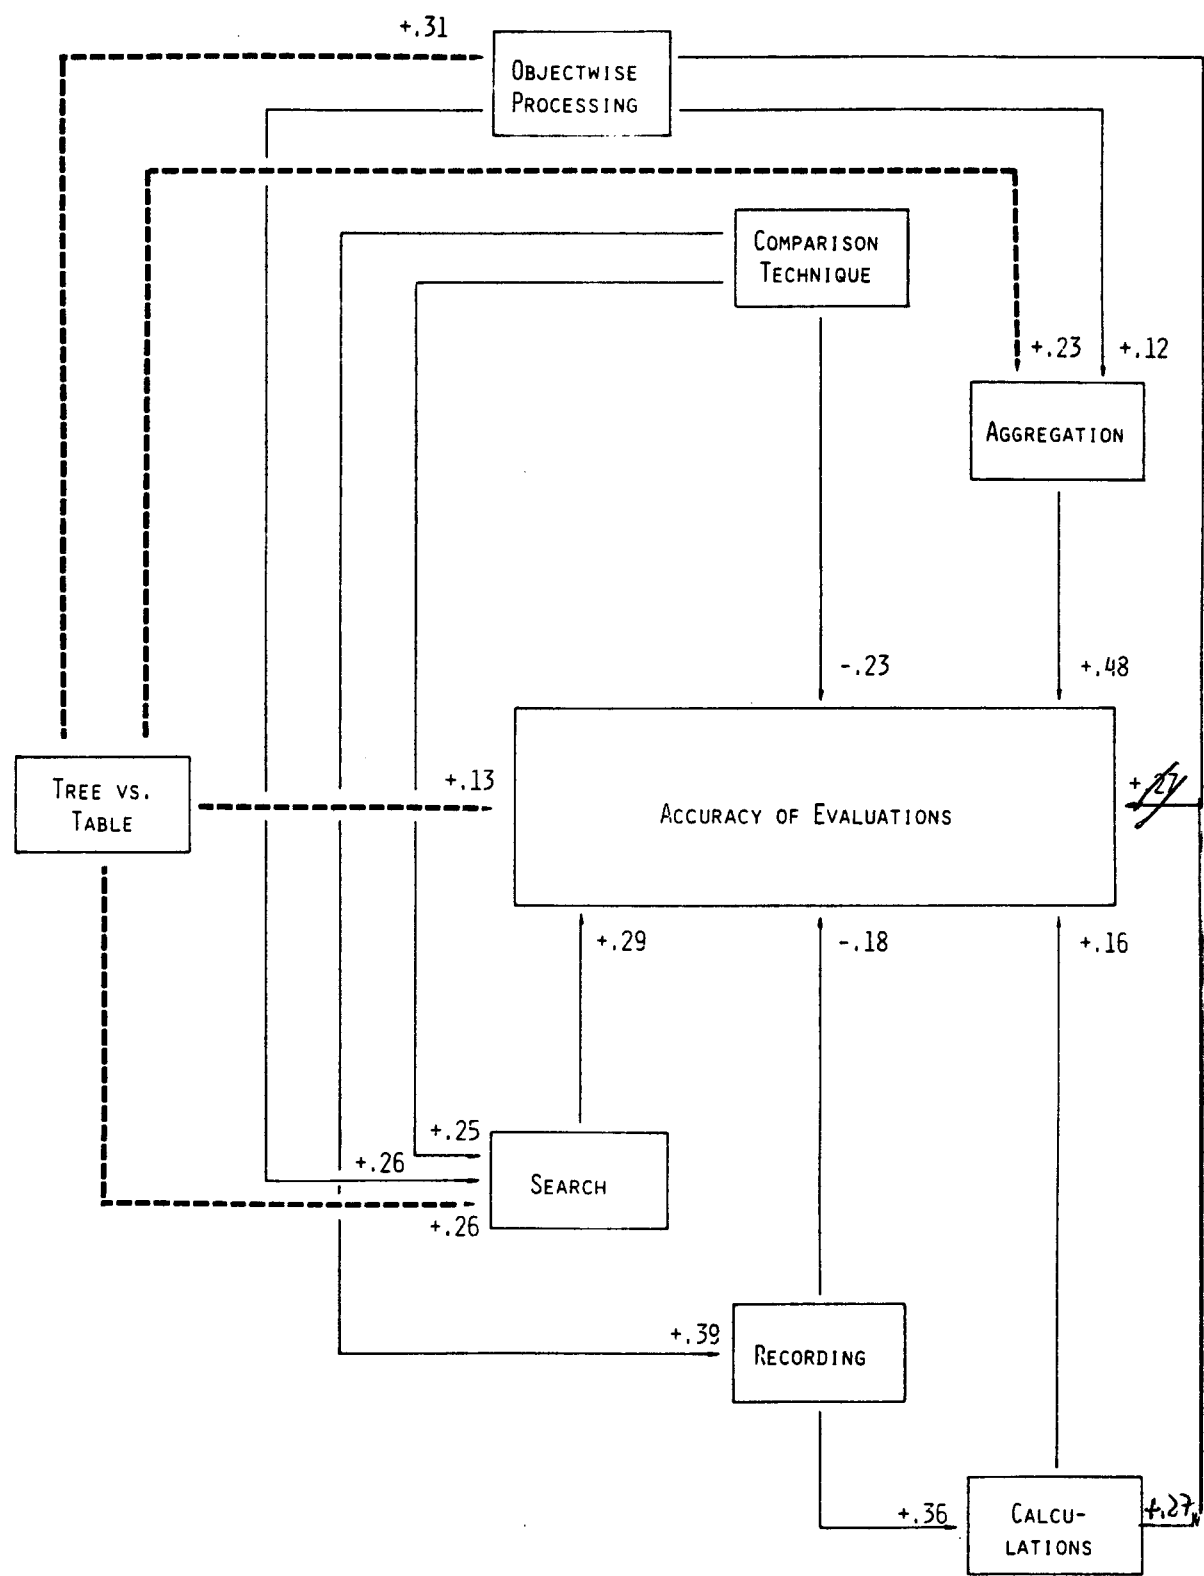 +.31
OBJECTWISE
PROCESSING
COMPARISON
TECHNIQUE
+.23
+.12
AGGREGATION
-.23
+.48
TREE VS.
TABLE
+.13
ACCURACY OF EVALUATIONS
+.27
+.29
-.18
+.16
+.25
+.26
SEARCH
+.26
+.39
RECORDING
+.36
CALCU-
LATIONS
+.27